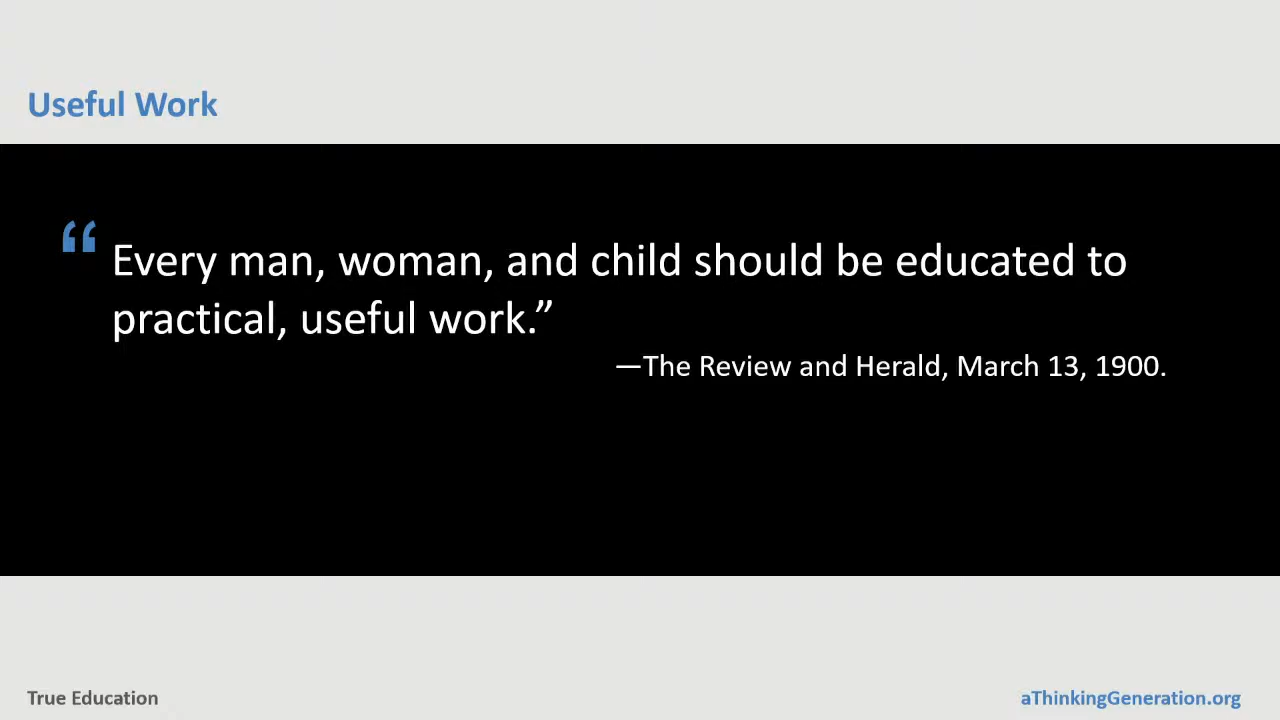 Useful Work
“Every man, woman, and child should be educated to
practical, useful work.”
—The Review and Herald, March 13, 1900.
True Education
aThinkingGeneration.org